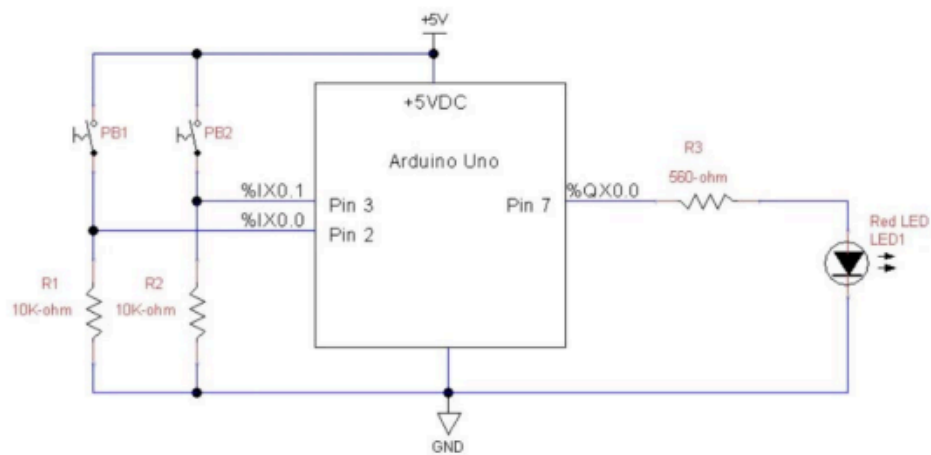 +5V
+5VDC
PB1
PB2
Arduino Uno
R3
560-ohm
%IX0.1
%QX0.0
Pin 3
Pin 7
%IX0.0
Pin 2
Red LED
LED1
R1
R2
10K-ohm
10K-ohm
GND